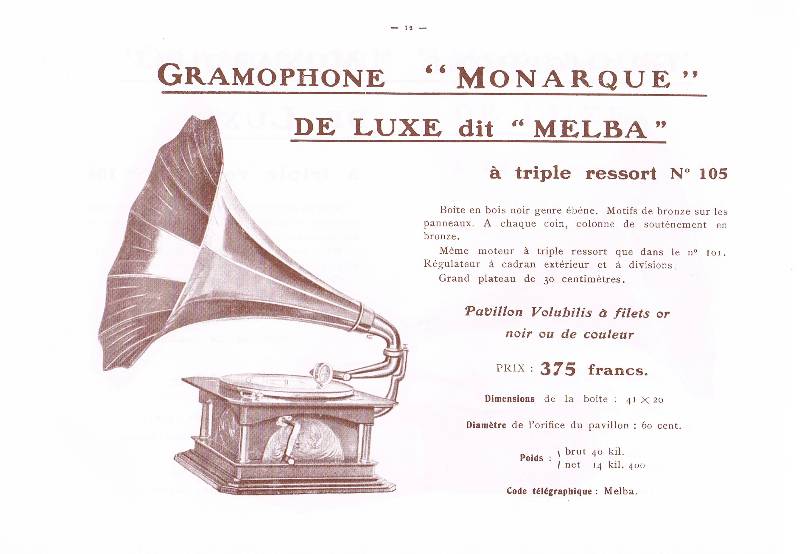 — 12 —
GRAMOPHONE “MONARQUE”
DE LUXE dit “MELBA”
à triple ressort Nº 105
Boîte en bois noir genre ébène. Motifs de bronze sur les
panneaux. A chaque coin, colonne de soutènement en
bronze.
Même moteur à triple ressort que dans le nº 101.
Régulateur à cadran extérieur et à divisions.
Grand plateau de 30 centimètres.
Pavillon Volubilis à filets or
noir ou de couleur
PRIX : 375 francs.
Dimensions de la boîte : 41 × 20
Diamètre de l'orifice du pavillon : 60 cent.
Poids : brut 40 kil.
net 14 kil. 400
Code télégraphique : Melba.